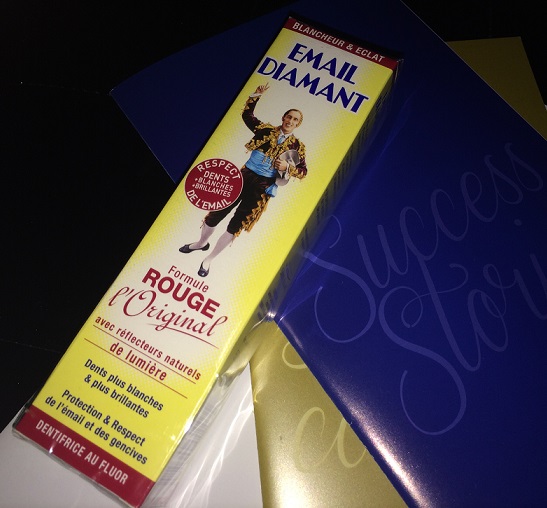 BLANCHEUR & ECLAT
EMAIL
DIAMANT
RESPECT
DENTS
+BLANCHES
+BRILLANTES
DE L'EMAIL
Formule
ROUGE
l'Original
avec réflecteurs naturels
de lumière
Dents plus blanches
& plus brillantes
Protection & Respect
de l'émail et des gencives
DENTIFRICE AU FLUOR
Success
Stori